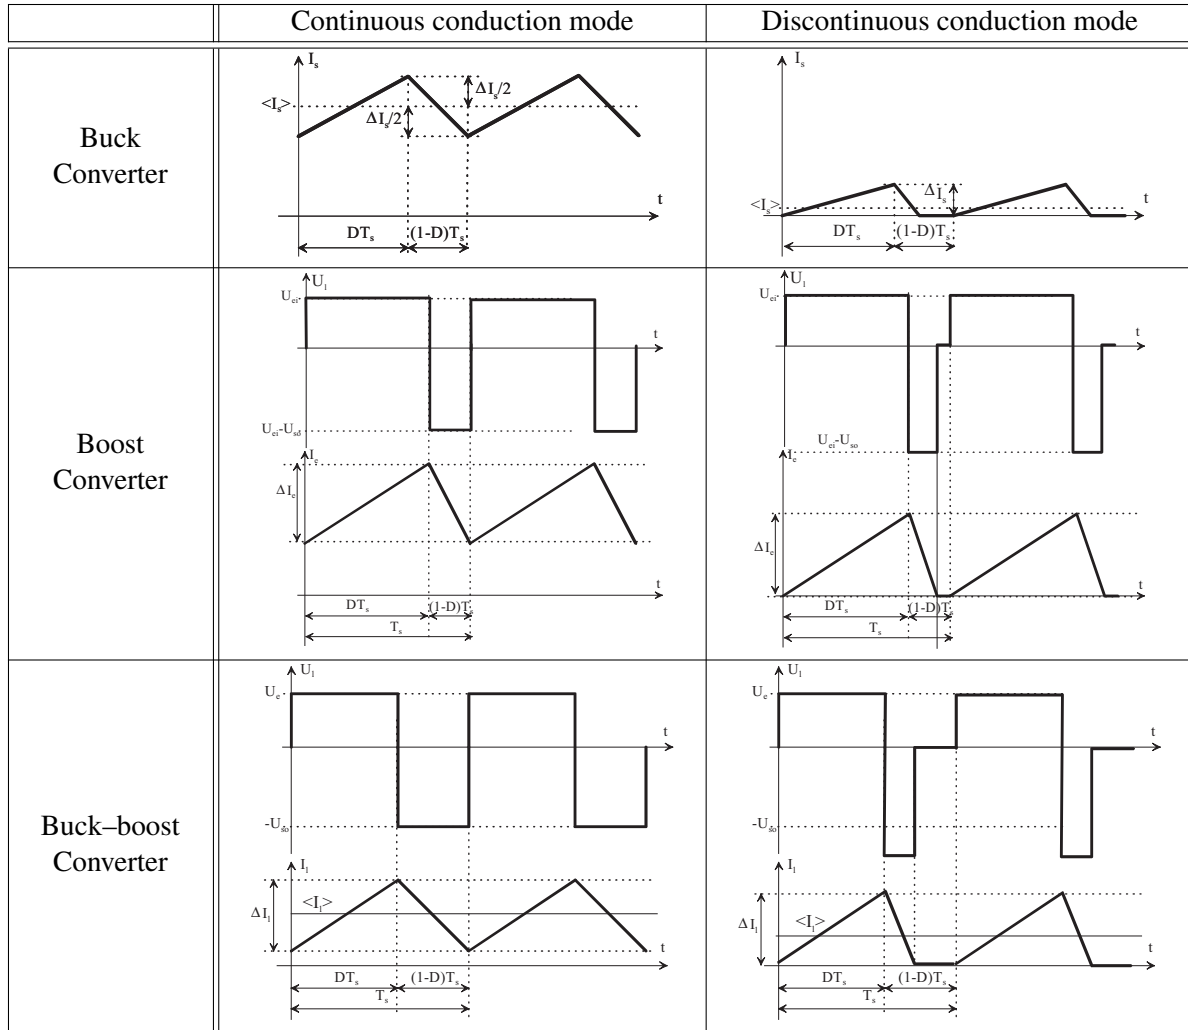 Continuous conduction mode
Discontinuous conduction mode
Buck
Converter
I_s
<I_s>
ΔI_s/2
ΔI_s/2
t
DT_s
(1-D)T_s
I_s
<I_s>
ΔI_s
t
DT_s
(1-D)T_s
Boost
Converter
U_l
U_ei
t
U_ei-U_so
I_e
ΔI_e
t
DT_s
(1-D)T_s
T_s
U_l
U_ei
t
U_ei-U_so
I_e
ΔI_e
t
DT_s
(1-D)T_s
T_s
Buck–boost
Converter
U_l
U_e
t
-U_so
I_l
<I_l>
ΔI_l
t
DT_s
(1-D)T_s
T_s
U_l
U_e
t
-U_so
I_l
<I_l>
ΔI_l
t
DT_s
(1-D)T_s
T_s